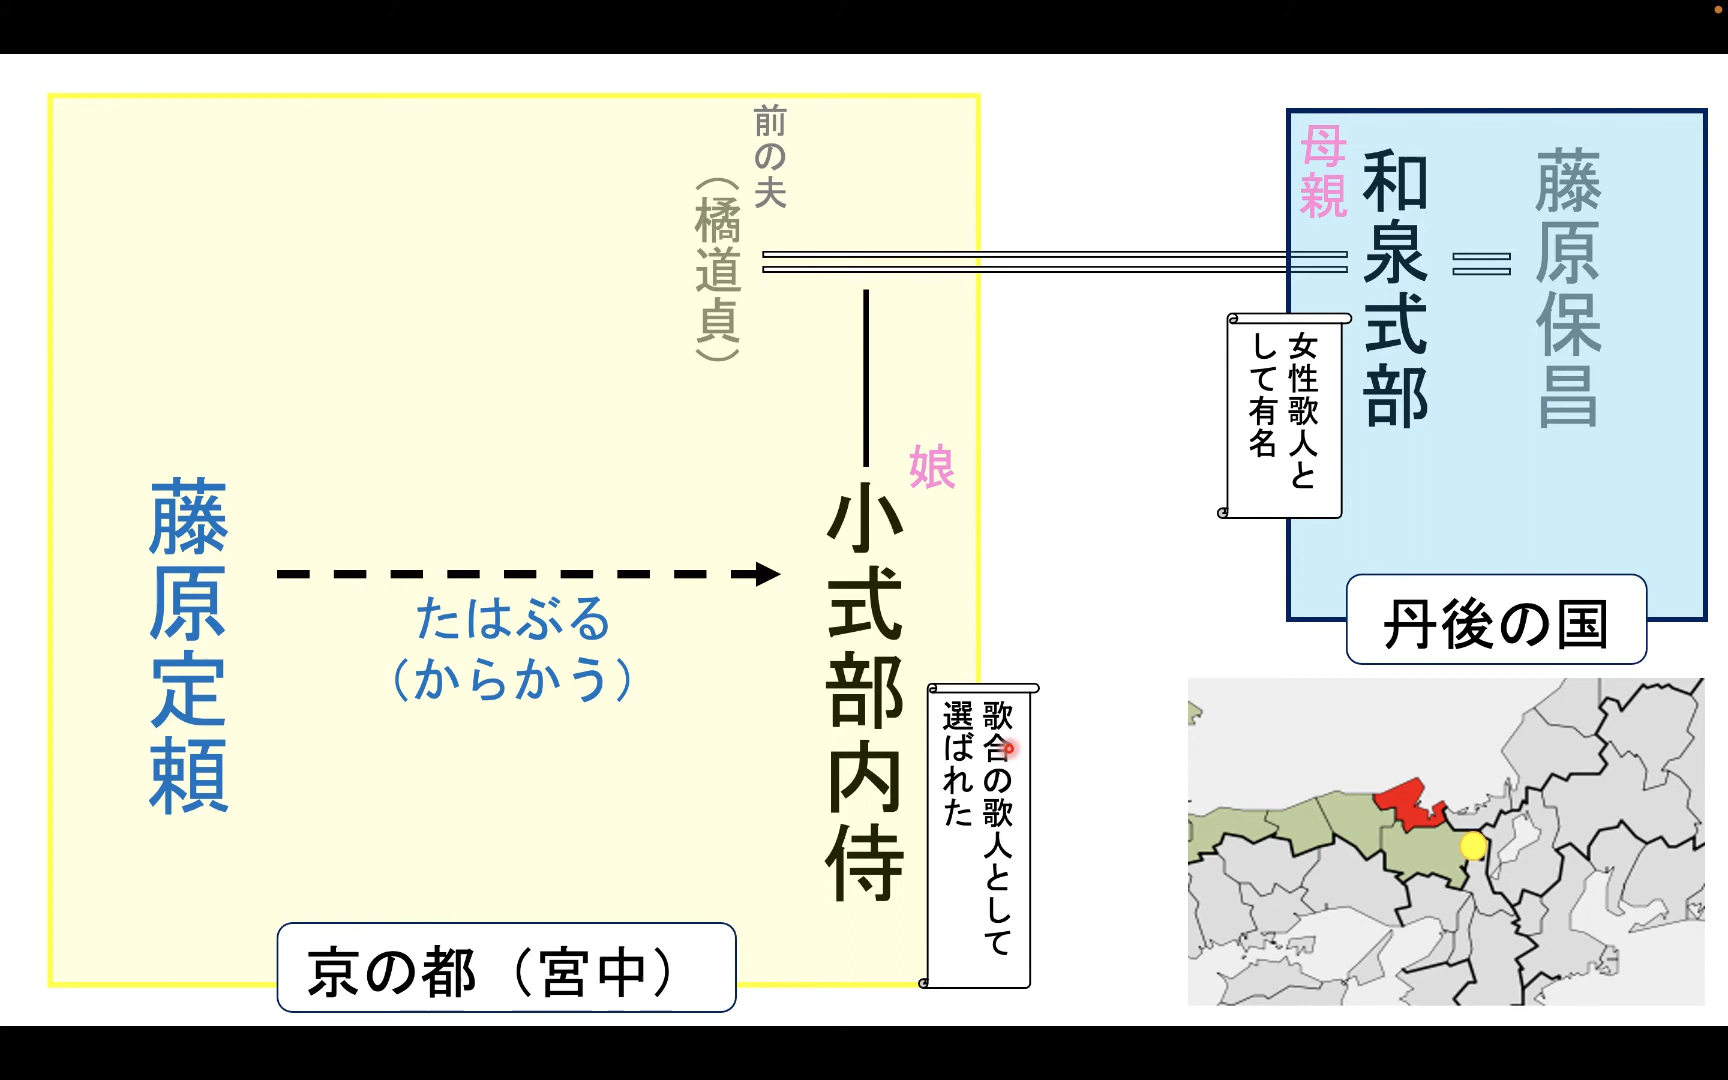 藤原保昌
和泉式部
母親
女性歌人と
して有名
丹後の国
前の夫
（橘道貞）
娘
小式部内侍
歌合の歌人として
選ばれた
たはぶる
（からかう）
藤原定頼
京の都（宮中）